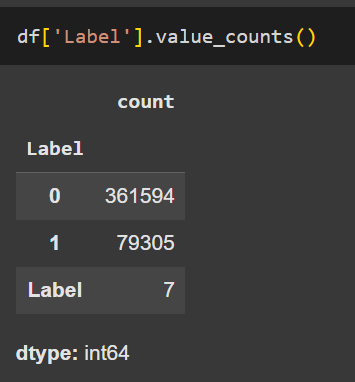 df['Label'].value_counts()
count
Label
0 361594
1 79305
Label 7
dtype: int64